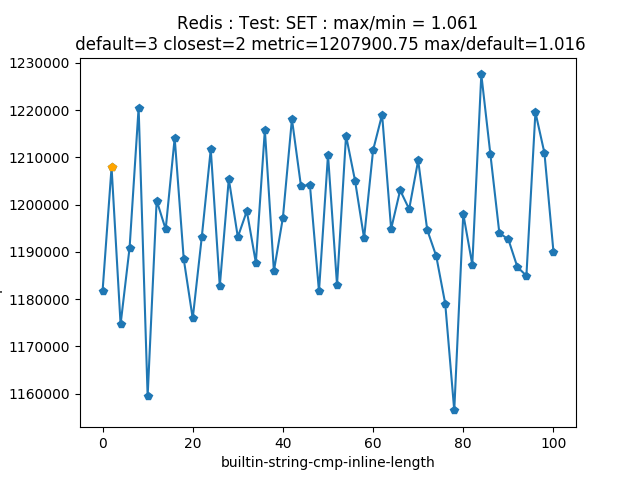 Redis : Test: SET : max/min = 1.061
default=3 closest=2 metric=1207900.75 max/default=1.016
1230000
1220000
1210000
1200000
1190000
1180000
1170000
1160000
0 20 40 60 80 100
builtin-string-cmp-inline-length